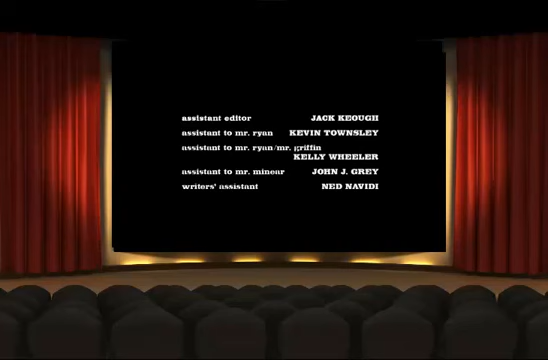 assistant editor JACK KEOUGH
assistant to mr. ryan KEVIN TOWNSLEY
assistant to mr. ryan/mr. griffin
KELLY WHEELER
assistant to mr. minear JOHN J. GREY
writers' assistant NED NAVIDI